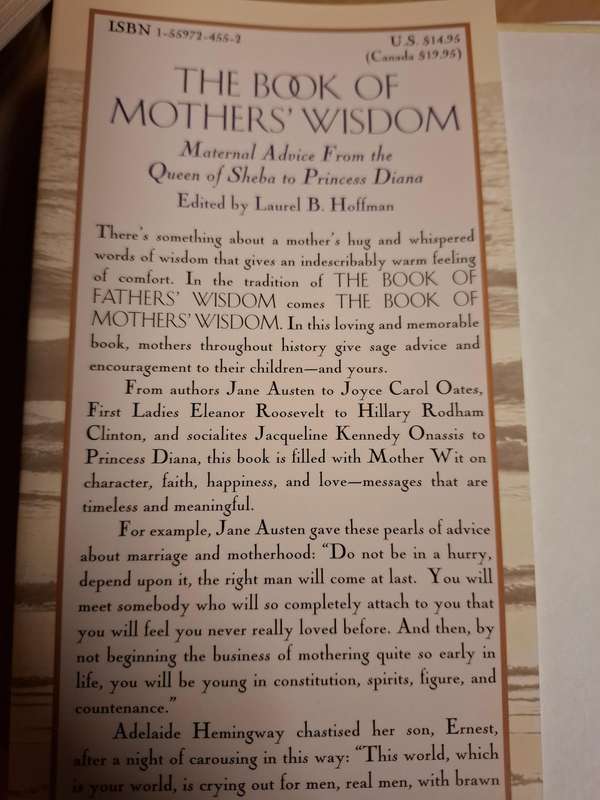 ISBN 1-55972-455-2
U.S. $14.95
(Canada $19.95)
THE BOOK OF
MOTHERS' WISDOM
Maternal Advice From the
Queen of Sheba to Princess Diana
Edited by Laurel B. Hoffman
There's something about a mother's hug and whispered
words of wisdom that gives an indescribably warm feeling
of comfort. In the tradition of THE BOOK OF
FATHERS' WISDOM comes THE BOOK OF
MOTHERS' WISDOM. In this loving and memorable
book, mothers throughout history give sage advice and
encouragement to their children—and yours.
From authors Jane Austen to Joyce Carol Oates,
First Ladies Eleanor Roosevelt to Hillary Rodham
Clinton, and socialites Jacqueline Kennedy Onassis to
Princess Diana, this book is filled with Mother Wit on
character, faith, happiness, and love—messages that are
timeless and meaningful.
For example, Jane Austen gave these pearls of advice
about marriage and motherhood: "Do not be in a hurry,
depend upon it, the right man will come at last. You will
meet somebody who will so completely attach to you that
you will feel you never really loved before. And then, by
not beginning the business of mothering quite so early in
life, you will be young in constitution, spirits, figure, and
countenance."
Adelaide Hemingway chastised her son, Ernest,
after a night of carousing in this way: "This world, which
is your world, is crying out for men, real men, with brawn